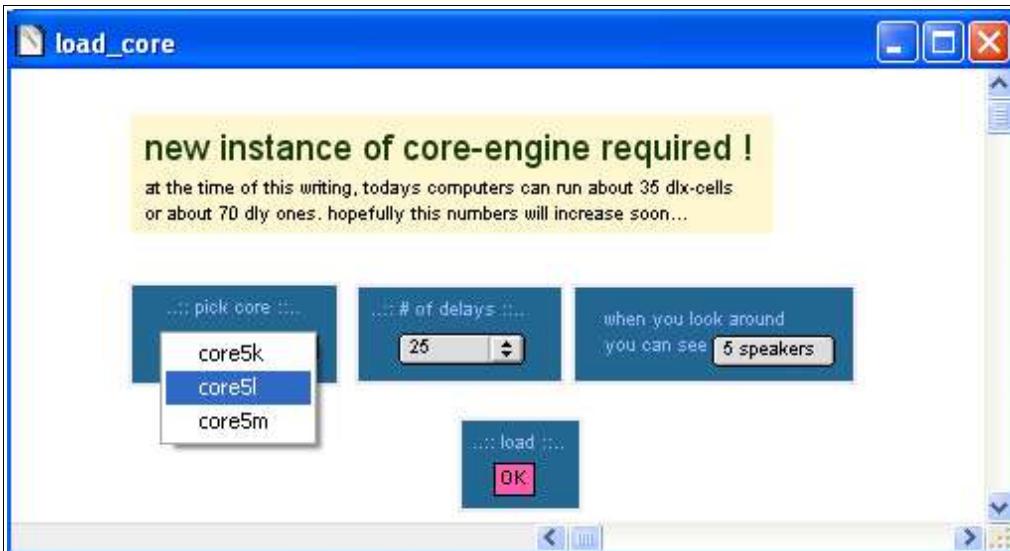 load_core
new instance of core-engine required !
at the time of this writing, todays computers can run about 35 dlx-cells
or about 70 dly ones. hopefully this numbers will increase soon...
..:: pick core ::..
core5k
core5l
core5m
..:: # of delays ::..
25
when you look around
you can see 5 speakers
..:: load ::..
OK